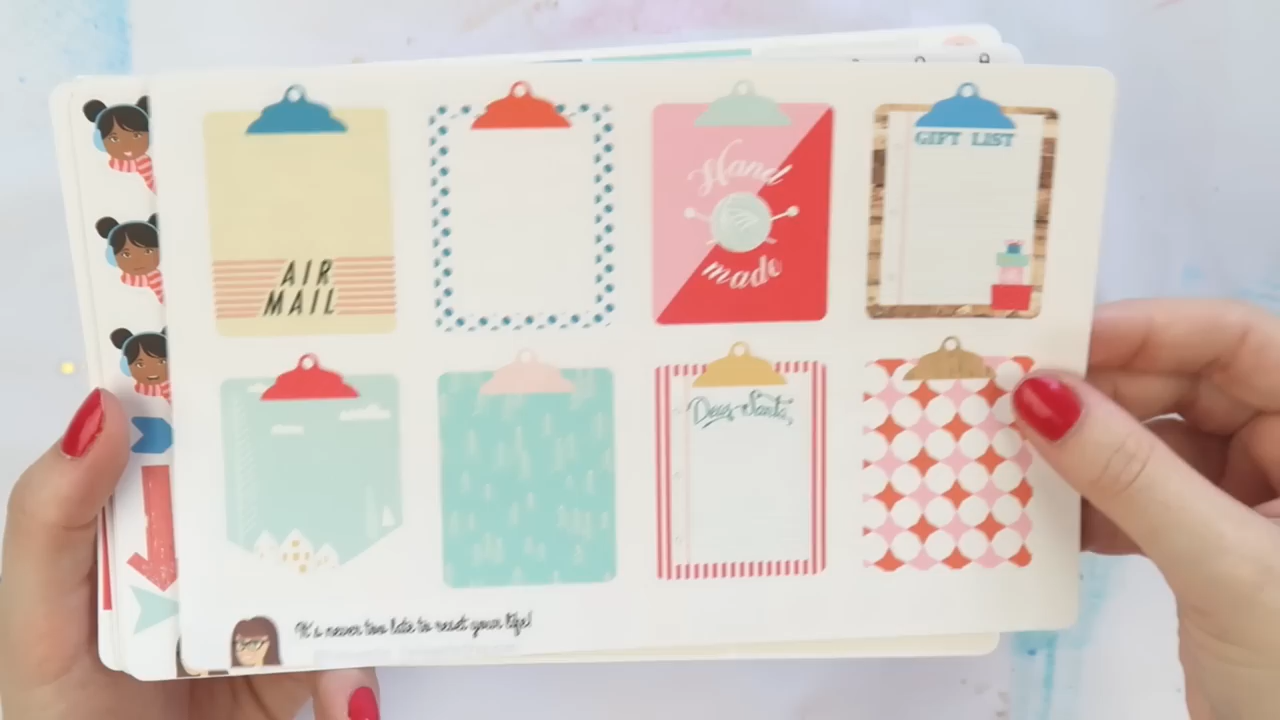 AIR
MAIL
Hand
made
GIFT LIST
Dear Santa,
It's never too late to reset your life!